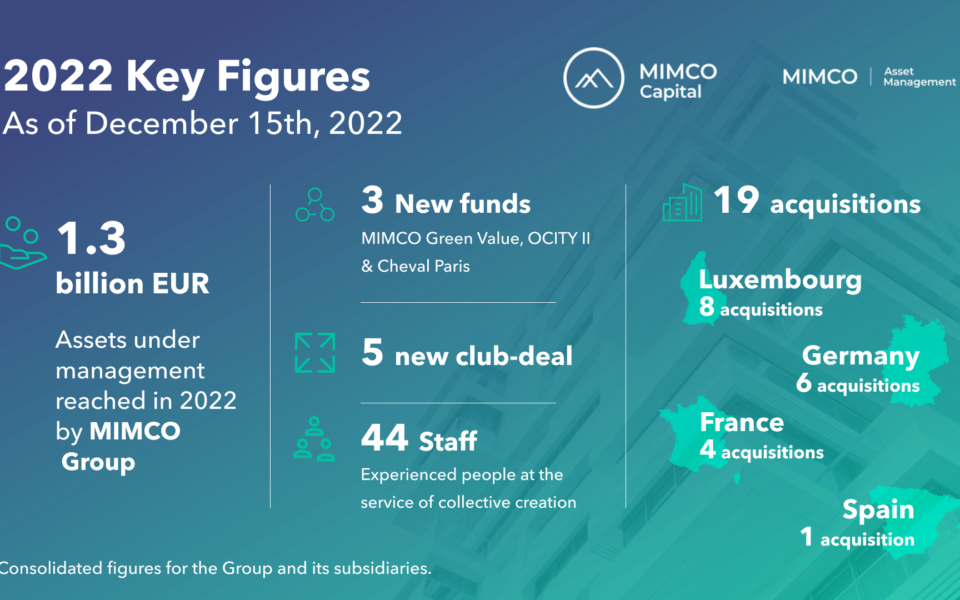 2022 Key Figures
As of December 15th, 2022
MIMCO
Capital
MIMCO
Asset
Management
1.3
billion EUR
Assets under
management
reached in 2022
by MIMCO
Group
3 New funds
MIMCO Green Value, OCITY II
& Cheval Paris
5 new club-deal
44 Staff
Experienced people at the
service of collective creation
19 acquisitions
Luxembourg
8 acquisitions
Germany
6 acquisitions
France
4 acquisitions
Spain
1 acquisition
Consolidated figures for the Group and its subsidiaries.